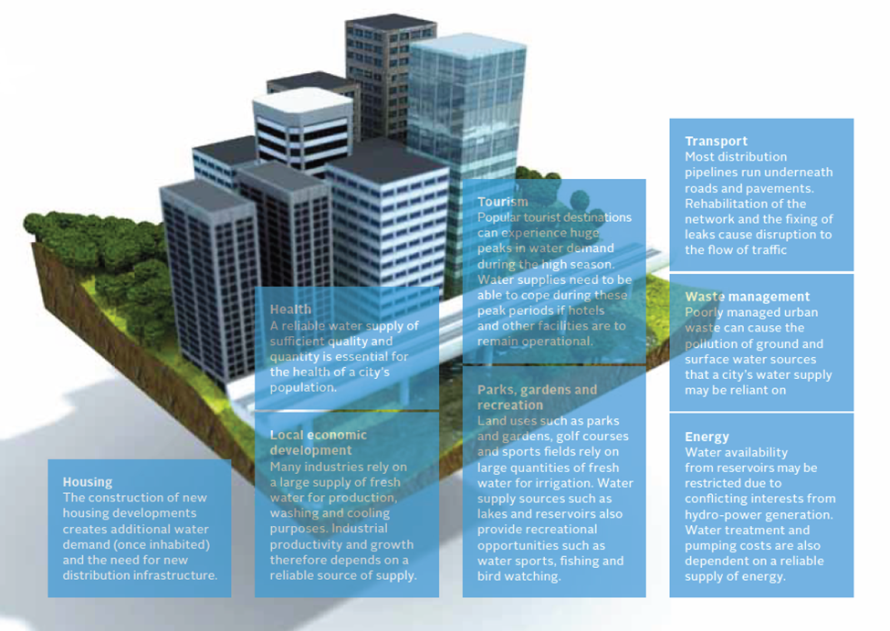 Housing
The construction of new
housing developments
creates additional water
demand (once inhabited)
and the need for new
distribution infrastructure.
Health
A reliable water supply of
sufficient quality and
quantity is essential for
the health of a city's
population.
Local economic
development
Many industries rely on
a large supply of fresh
water for production,
washing and cooling
purposes. Industrial
productivity and growth
therefore depends on a
reliable source of supply.
Tourism
Popular tourist destinations
can experience huge
peaks in water demand
during the high season.
Water supplies need to be
able to cope during these
peak periods if hotels
and other facilities are to
remain operational.
Parks, gardens and
recreation
Land uses such as parks
and gardens, golf courses
and sports fields rely on
large quantities of fresh
water for irrigation. Water
supply sources such as
lakes and reservoirs also
provide recreational
opportunities such as
water sports, fishing and
bird watching.
Transport
Most distribution
pipelines run underneath
roads and pavements.
Rehabilitation of the
network and the fixing of
leaks cause disruption to
the flow of traffic
Waste management
Poorly managed urban
waste can cause the
pollution of ground and
surface water sources
that a city's water supply
may be reliant on
Energy
Water availability
from reservoirs may be
restricted due to
conflicting interests from
hydro-power generation.
Water treatment and
pumping costs are also
dependent on a reliable
supply of energy.